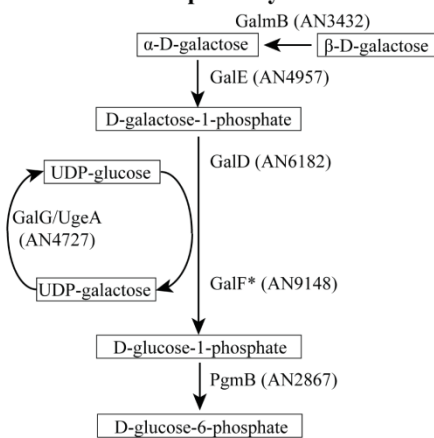 GalmB (AN3432)
α-D-galactose
β-D-galactose
GalE (AN4957)
D-galactose-1-phosphate
GalD (AN6182)
UDP-glucose
GalG/UgeA
(AN4727)
UDP-galactose
GalF* (AN9148)
D-glucose-1-phosphate
PgmB (AN2867)
D-glucose-6-phosphate